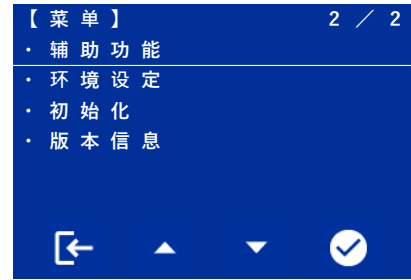 【菜单】 2／2
・辅助功能
・环境设定
・初始化
・版本信息